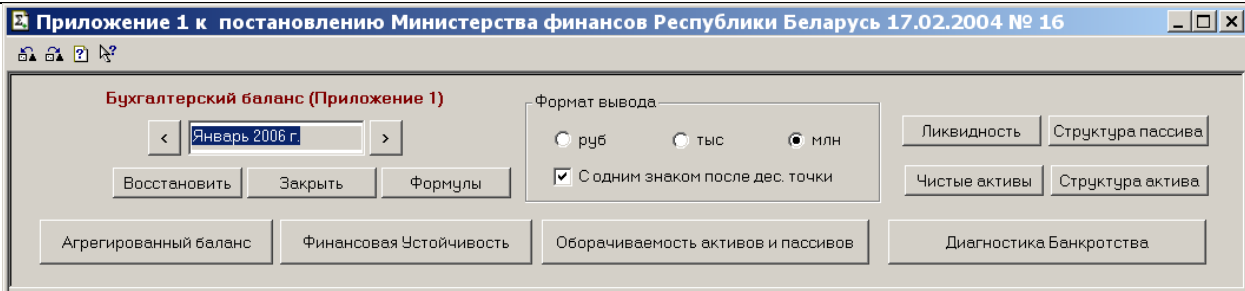 Приложение 1 к постановлению Министерства финансов Республики Беларусь 17.02.2004 № 16
Бухгалтерский баланс (Приложение 1)
< Январь 2006 г. >
Восстановить Закрыть Формулы
Формат вывода
руб тыс млн
С одним знаком после дес. точки
Ликвидность Структура пассива
Чистые активы Структура актива
Агрегированный баланс Финансовая Устойчивость Оборачиваемость активов и пассивов Диагностика Банкротства